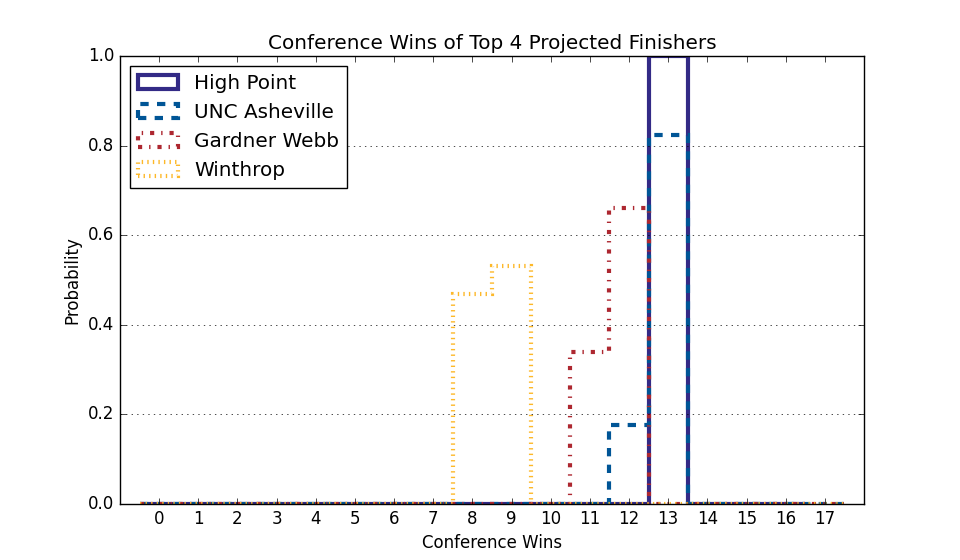 Conference Wins of Top 4 Projected Finishers
1.0
0.8
0.6
0.4
0.2
0.0
Probability
High Point
UNC Asheville
Gardner Webb
Winthrop
0 1 2 3 4 5 6 7 8 9 10 11 12 13 14 15 16 17
Conference Wins